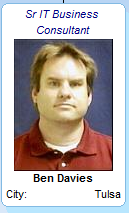 Sr IT Business
Consultant
Ben Davies
City: Tulsa